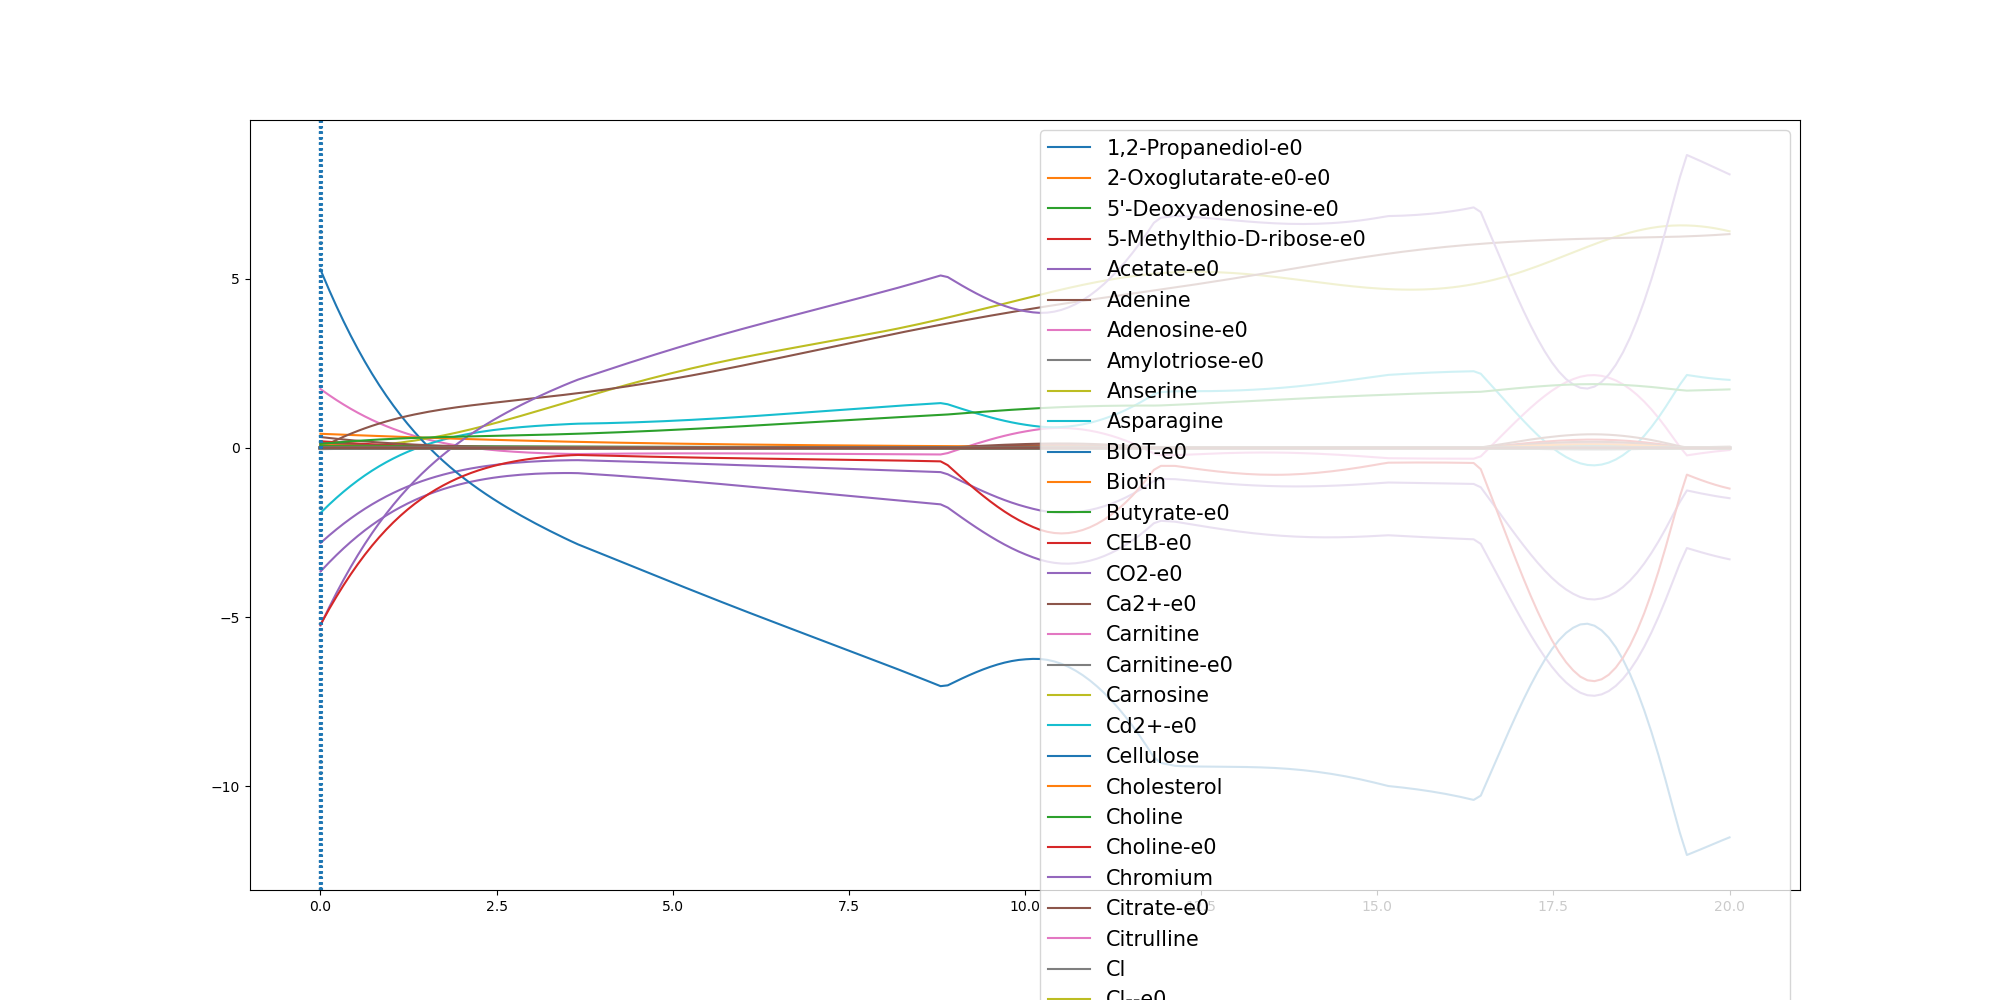 1,2-Propanediol-e0
2-Oxoglutarate-e0-e0
5'-Deoxyadenosine-e0
5-Methylthio-D-ribose-e0
Acetate-e0
Adenine
Adenosine-e0
Amylotriose-e0
Anserine
Asparagine
BIOT-e0
Biotin
Butyrate-e0
CELB-e0
CO2-e0
Ca2+-e0
Carnitine
Carnitine-e0
Carnosine
Cd2+-e0
Cellulose
Cholesterol
Choline
Choline-e0
Chromium
Citrate-e0
Citrulline
Cl
Cl--e0
5
0
−5
−10
0.0 2.5 5.0 7.5 10.0 15.0 17.5 20.0